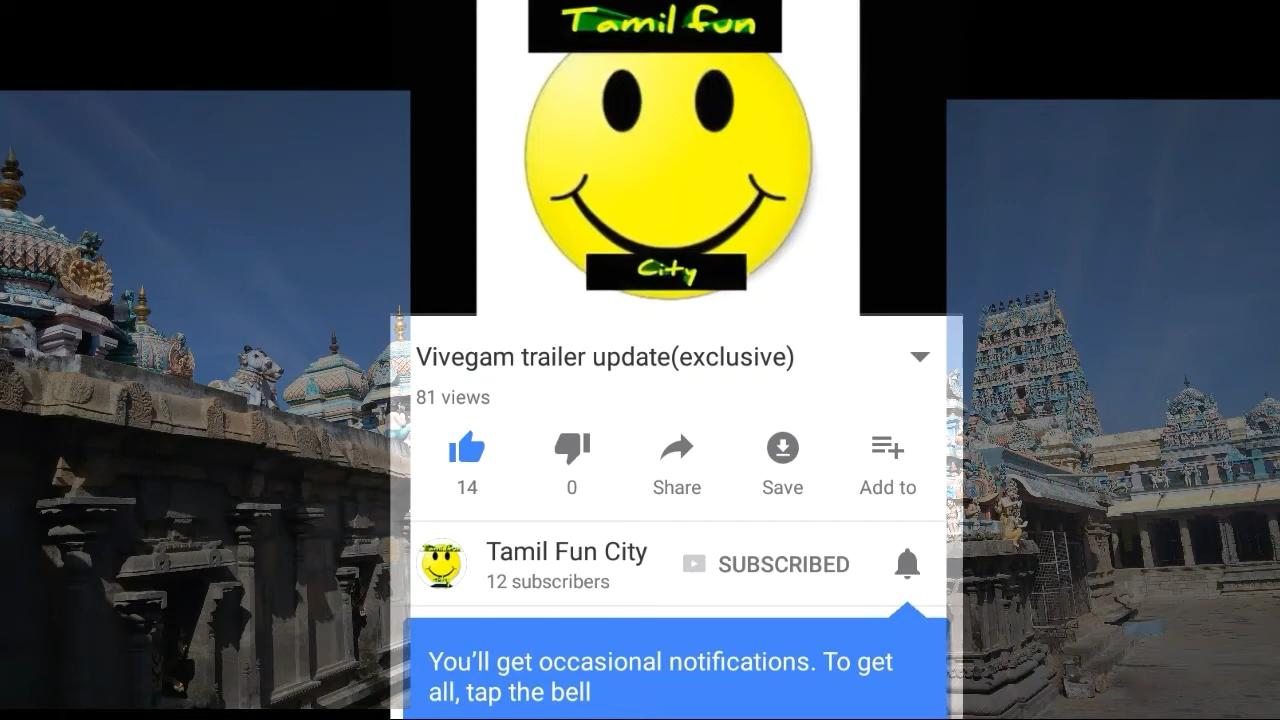 Tamil fun
City
Vivegam trailer update(exclusive)
81 views
14
0
Share
Save
Add to
Tamil Fun City
12 subscribers
SUBSCRIBED
You’ll get occasional notifications. To get
all, tap the bell